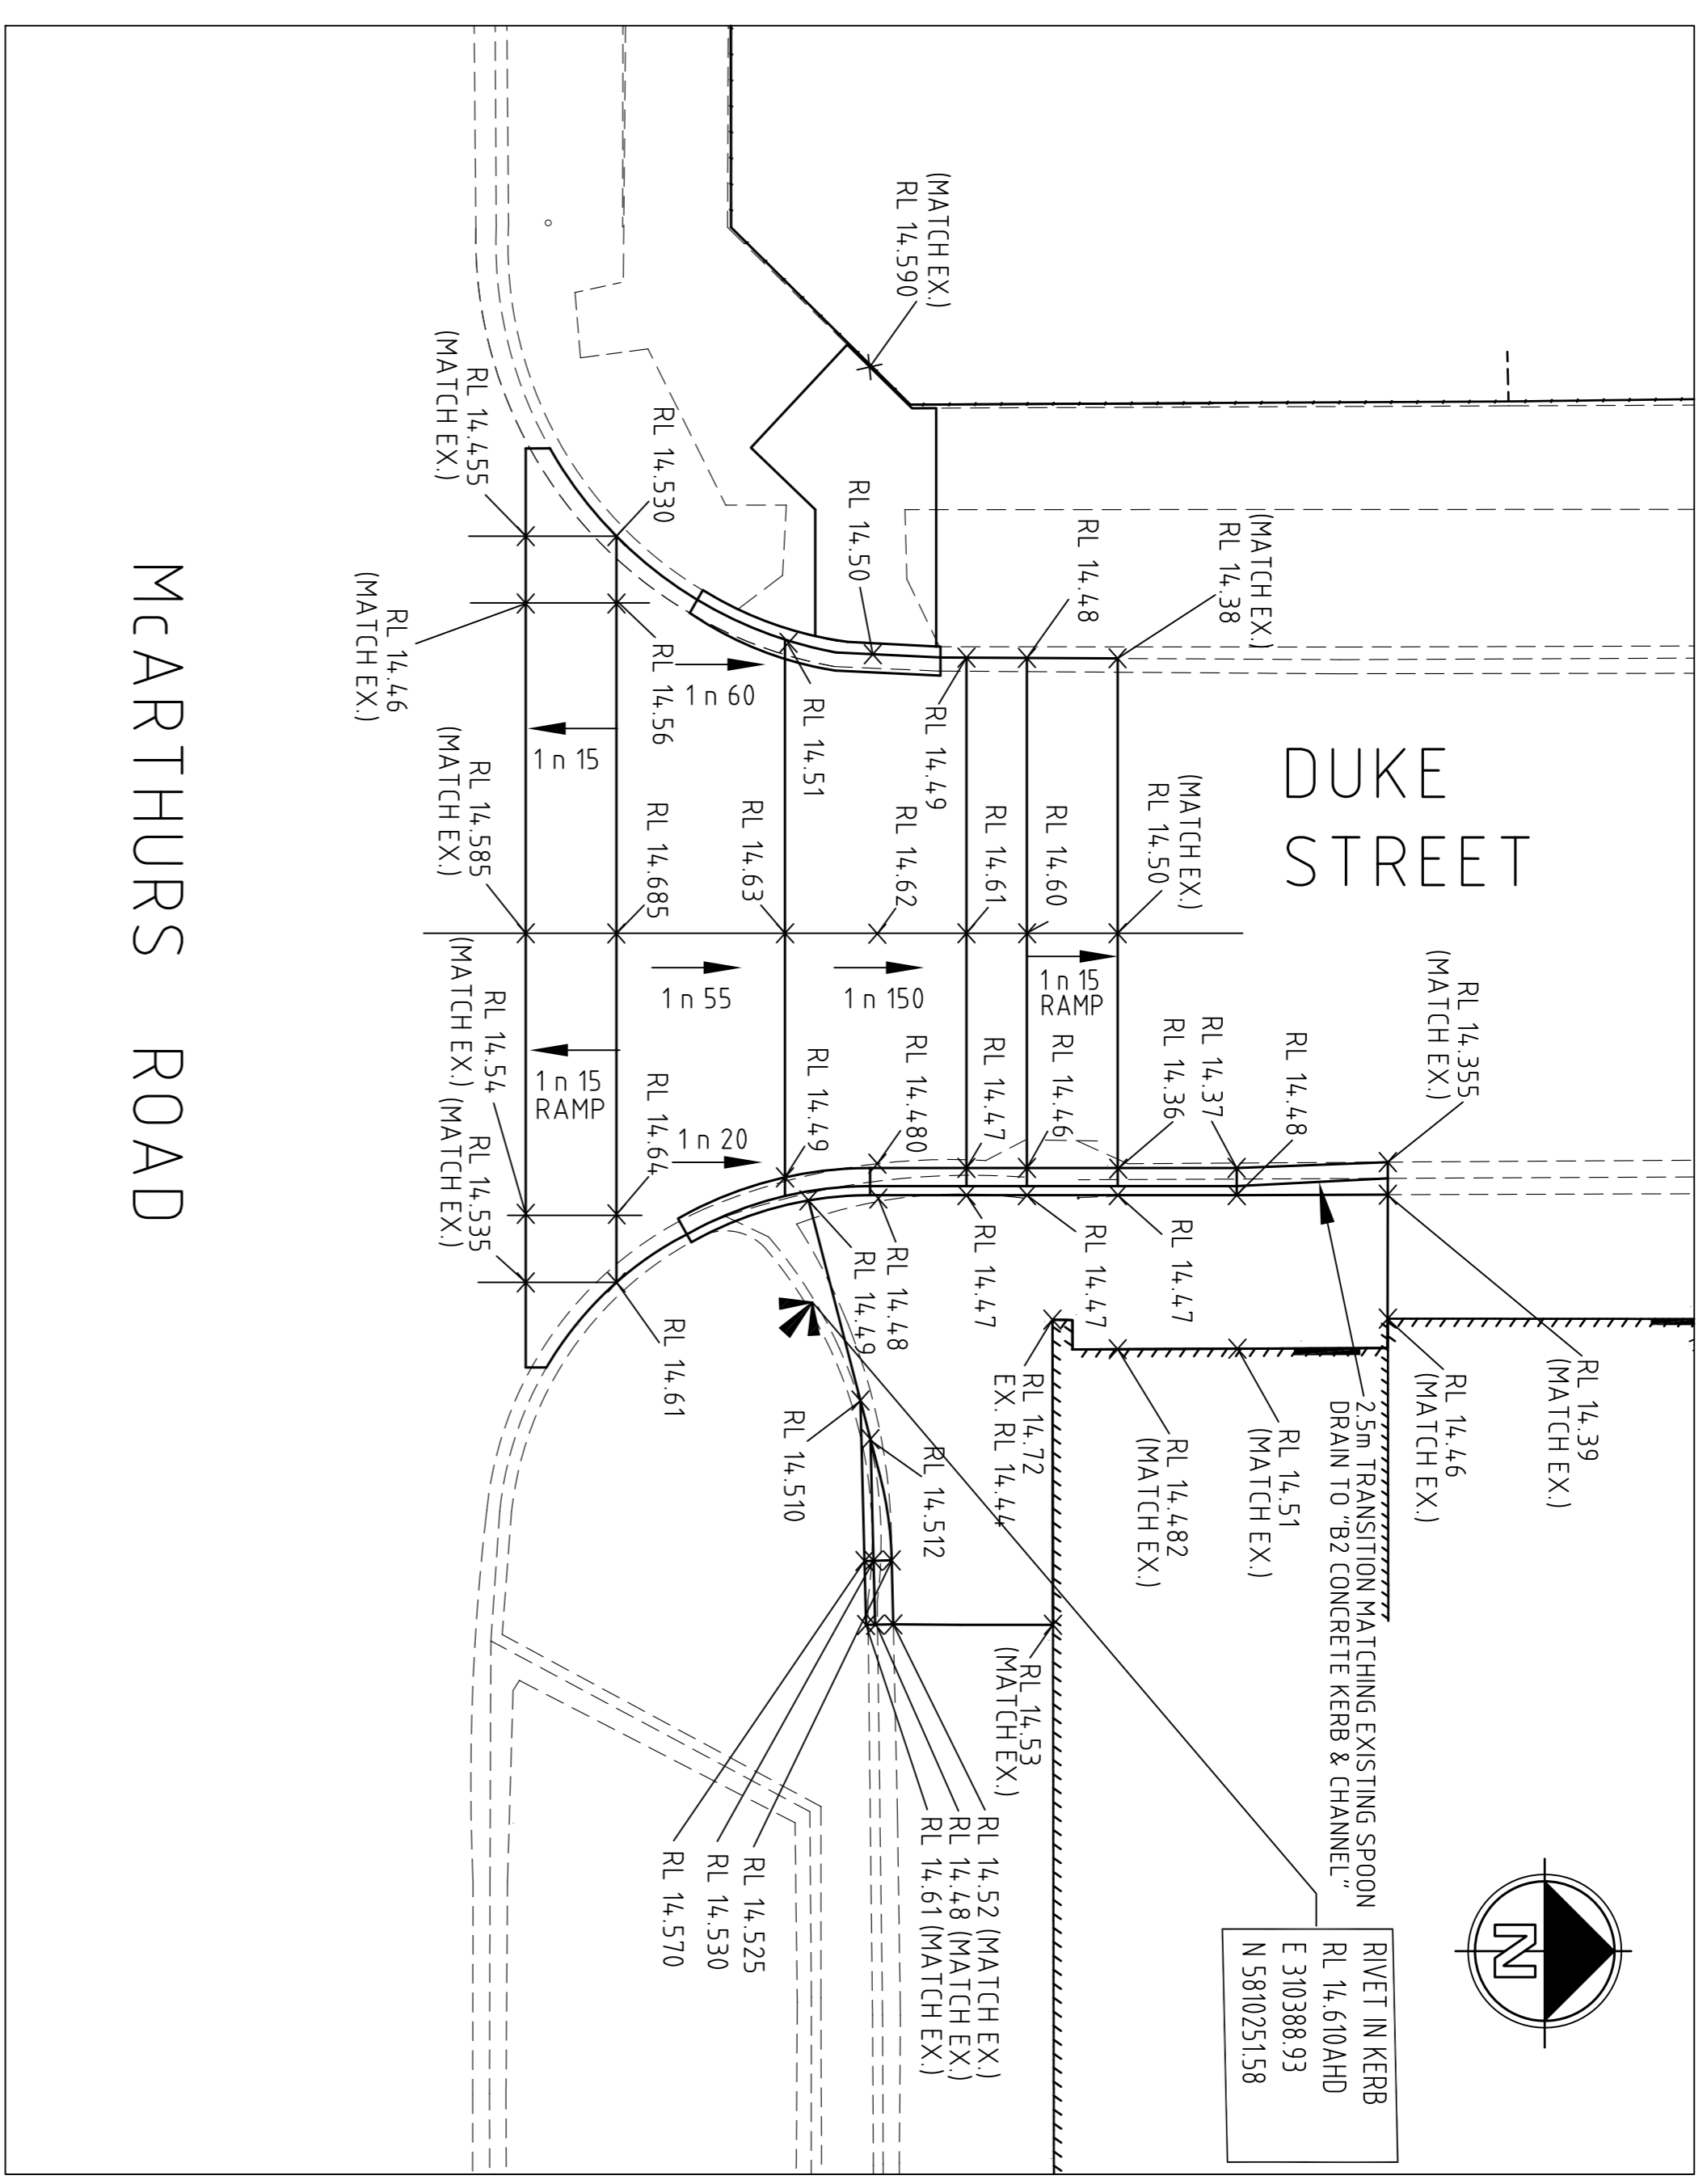 (MATCH EX.)
RL 14.590
RL 14.455
(MATCH EX.)
RL 14.530
RL 14.50
RL 14.48
(MATCH EX.)
RL 14.38
RL 14.46
(MATCH EX.)
RL 14.56
1 n 60
RL 14.51
RL 14.49
DUKE
STREET
McARTHURS ROAD
1 n 15
RL 14.585
(MATCH EX.)
RL 14.685
RL 14.63
RL 14.62
RL 14.61
RL 14.60
(MATCH EX.)
RL 14.50
1 n 55
1 n 150
1 n 15
RAMP
RL 14.54
(MATCH EX.)
1 n 15
RAMP
RL 14.64
1 n 20
RL 14.49
RL 14.480
RL 14.47
RL 14.46
RL 14.36
RL 14.37
RL 14.48
RL 14.355
(MATCH EX.)
RL 14.535
(MATCH EX.)
RL 14.61
RL 14.49
RL 14.48
RL 14.47
RL 14.47
RL 14.47
RL 14.510
RL 14.512
RL 14.72
EX. RL 14.44
RL 14.482
(MATCH EX.)
RL 14.51
(MATCH EX.)
2.5m TRANSITION MATCHING EXISTING SPOON
DRAIN TO "B2 CONCRETE KERB & CHANNEL"
RL 14.46
(MATCH EX.)
RL 14.39
(MATCH EX.)
RL 14.53
(MATCH EX.)
RL 14.52 (MATCH EX.)
RL 14.48 (MATCH EX.)
RL 14.61 (MATCH EX.)
RL 14.525
RL 14.530
RL 14.570
RIVET IN KERB
RL 14.610AHD
E 310388.93
N 5810251.58
N